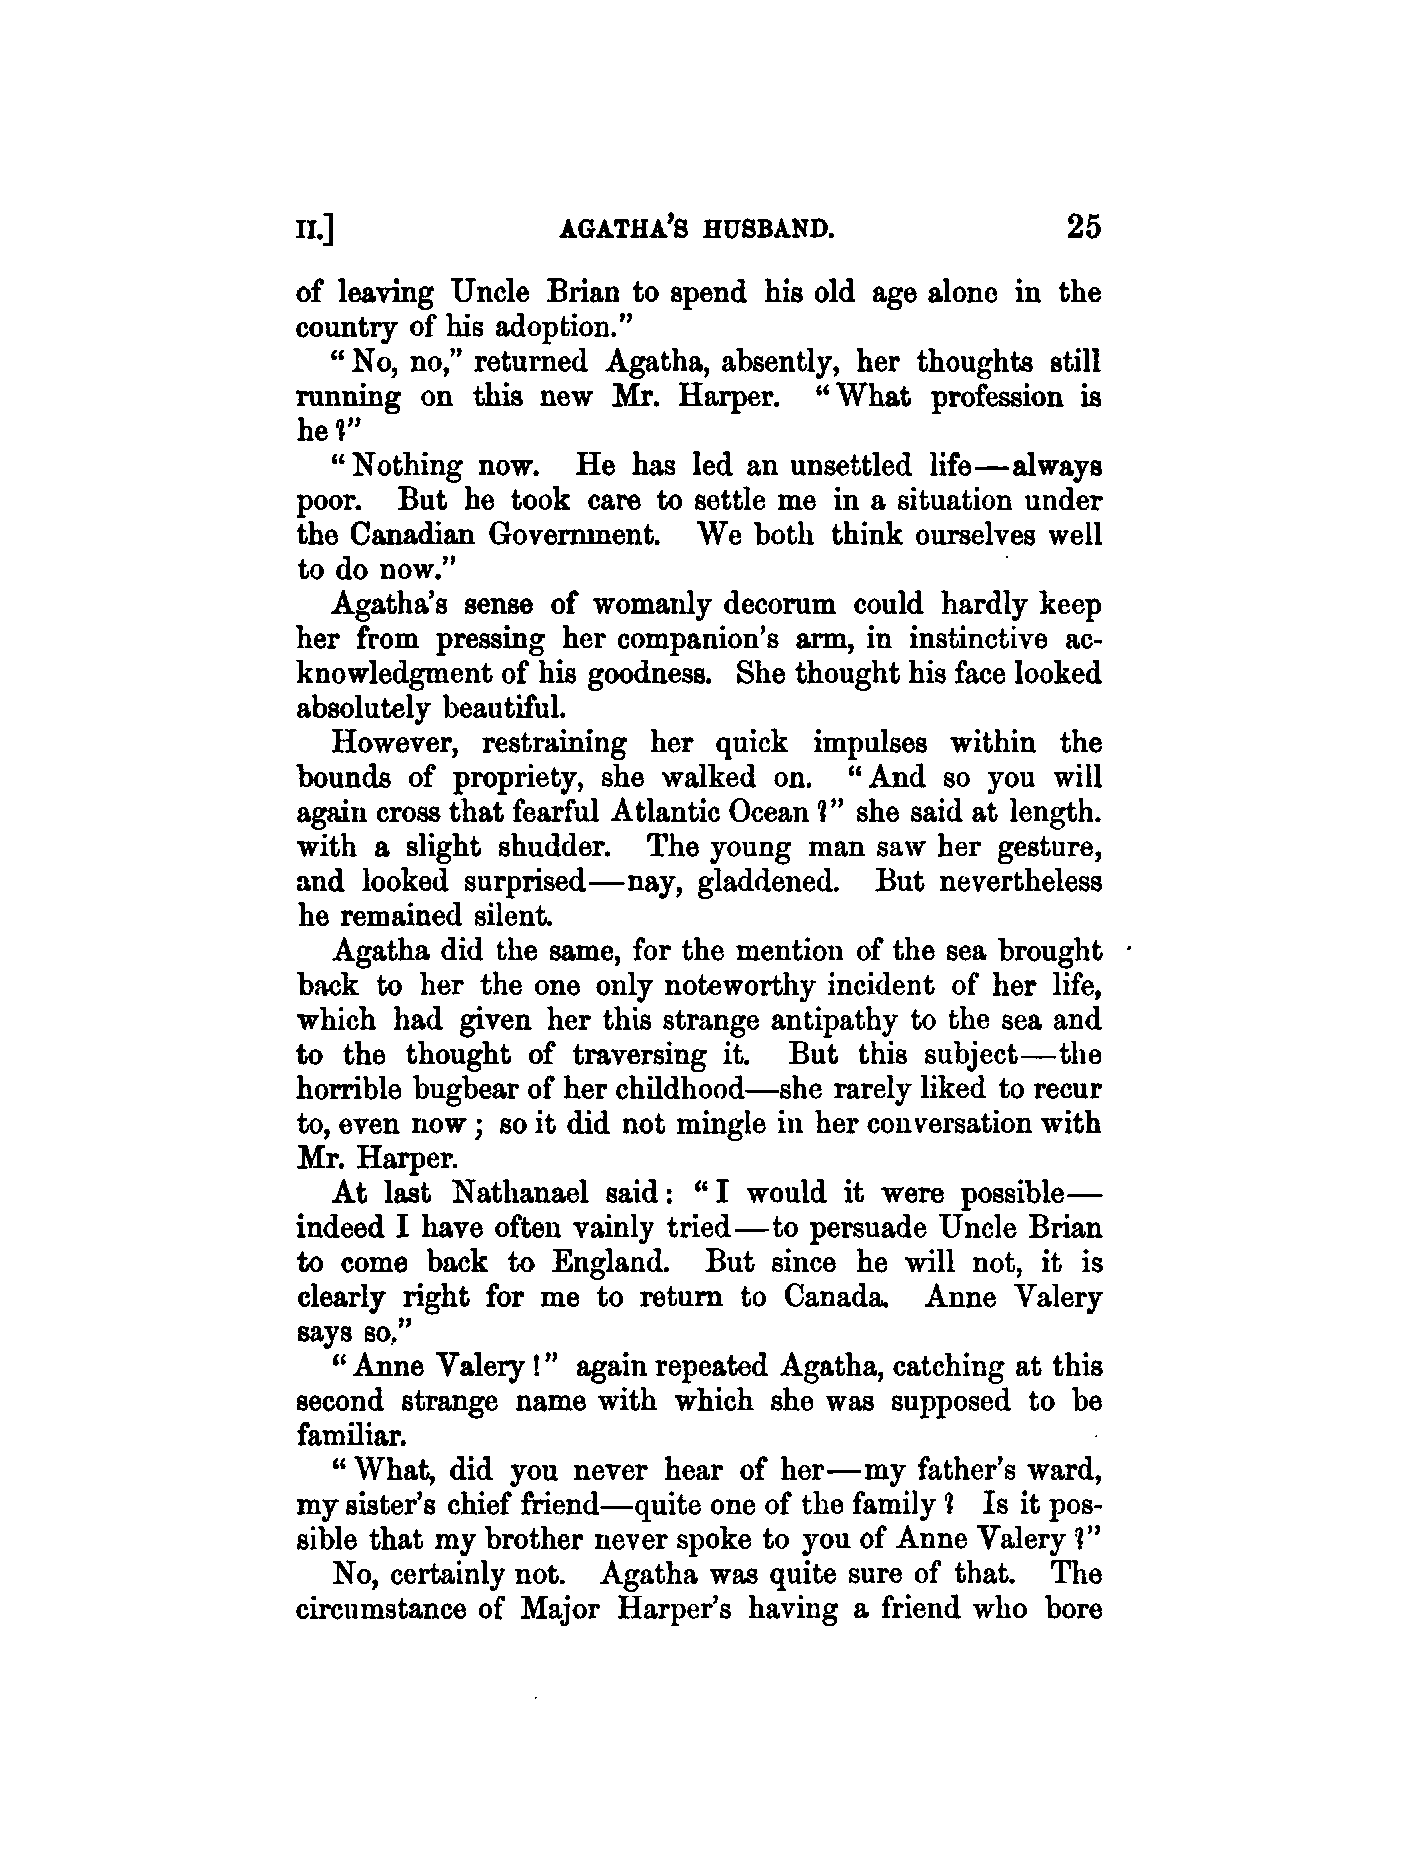 II.] AGATHA'S HUSBAND. 25
of leaving Uncle Brian to spend his old age alone in the
country of his adoption."
"No, no," returned Agatha, absently, her thoughts still
running on this new Mr. Harper. "What profession is
he?"
"Nothing now. He has led an unsettled life—always
poor. But he took care to settle me in a situation under
the Canadian Government. We both think ourselves well
to do now."
Agatha's sense of womanly decorum could hardly keep
her from pressing her companion's arm, in instinctive ac-
knowledgment of his goodness. She thought his face looked
absolutely beautiful.
However, restraining her quick impulses within the
bounds of propriety, she walked on. "And so you will
again cross that fearful Atlantic Ocean?" she said at length.
with a slight shudder. The young man saw her gesture,
and looked surprised—nay, gladdened. But nevertheless
he remained silent.
Agatha did the same, for the mention of the sea brought
back to her the one only noteworthy incident of her life,
which had given her this strange antipathy to the sea and
to the thought of traversing it. But this subject—the
horrible bugbear of her childhood—she rarely liked to recur
to, even now; so it did not mingle in her conversation with
Mr. Harper.
At last Nathanael said: "I would it were possible—
indeed I have often vainly tried—to persuade Uncle Brian
to come back to England. But since he will not, it is
clearly right for me to return to Canada. Anne Valery
says so."
"Anne Valery!" again repeated Agatha, catching at this
second strange name with which she was supposed to be
familiar.
"What, did you never hear of her—my father's ward,
my sister's chief friend—quite one of the family? Is it pos-
sible that my brother never spoke to you of Anne Valery?"
No, certainly not. Agatha was quite sure of that. The
circumstance of Major Harper's having a friend who bore